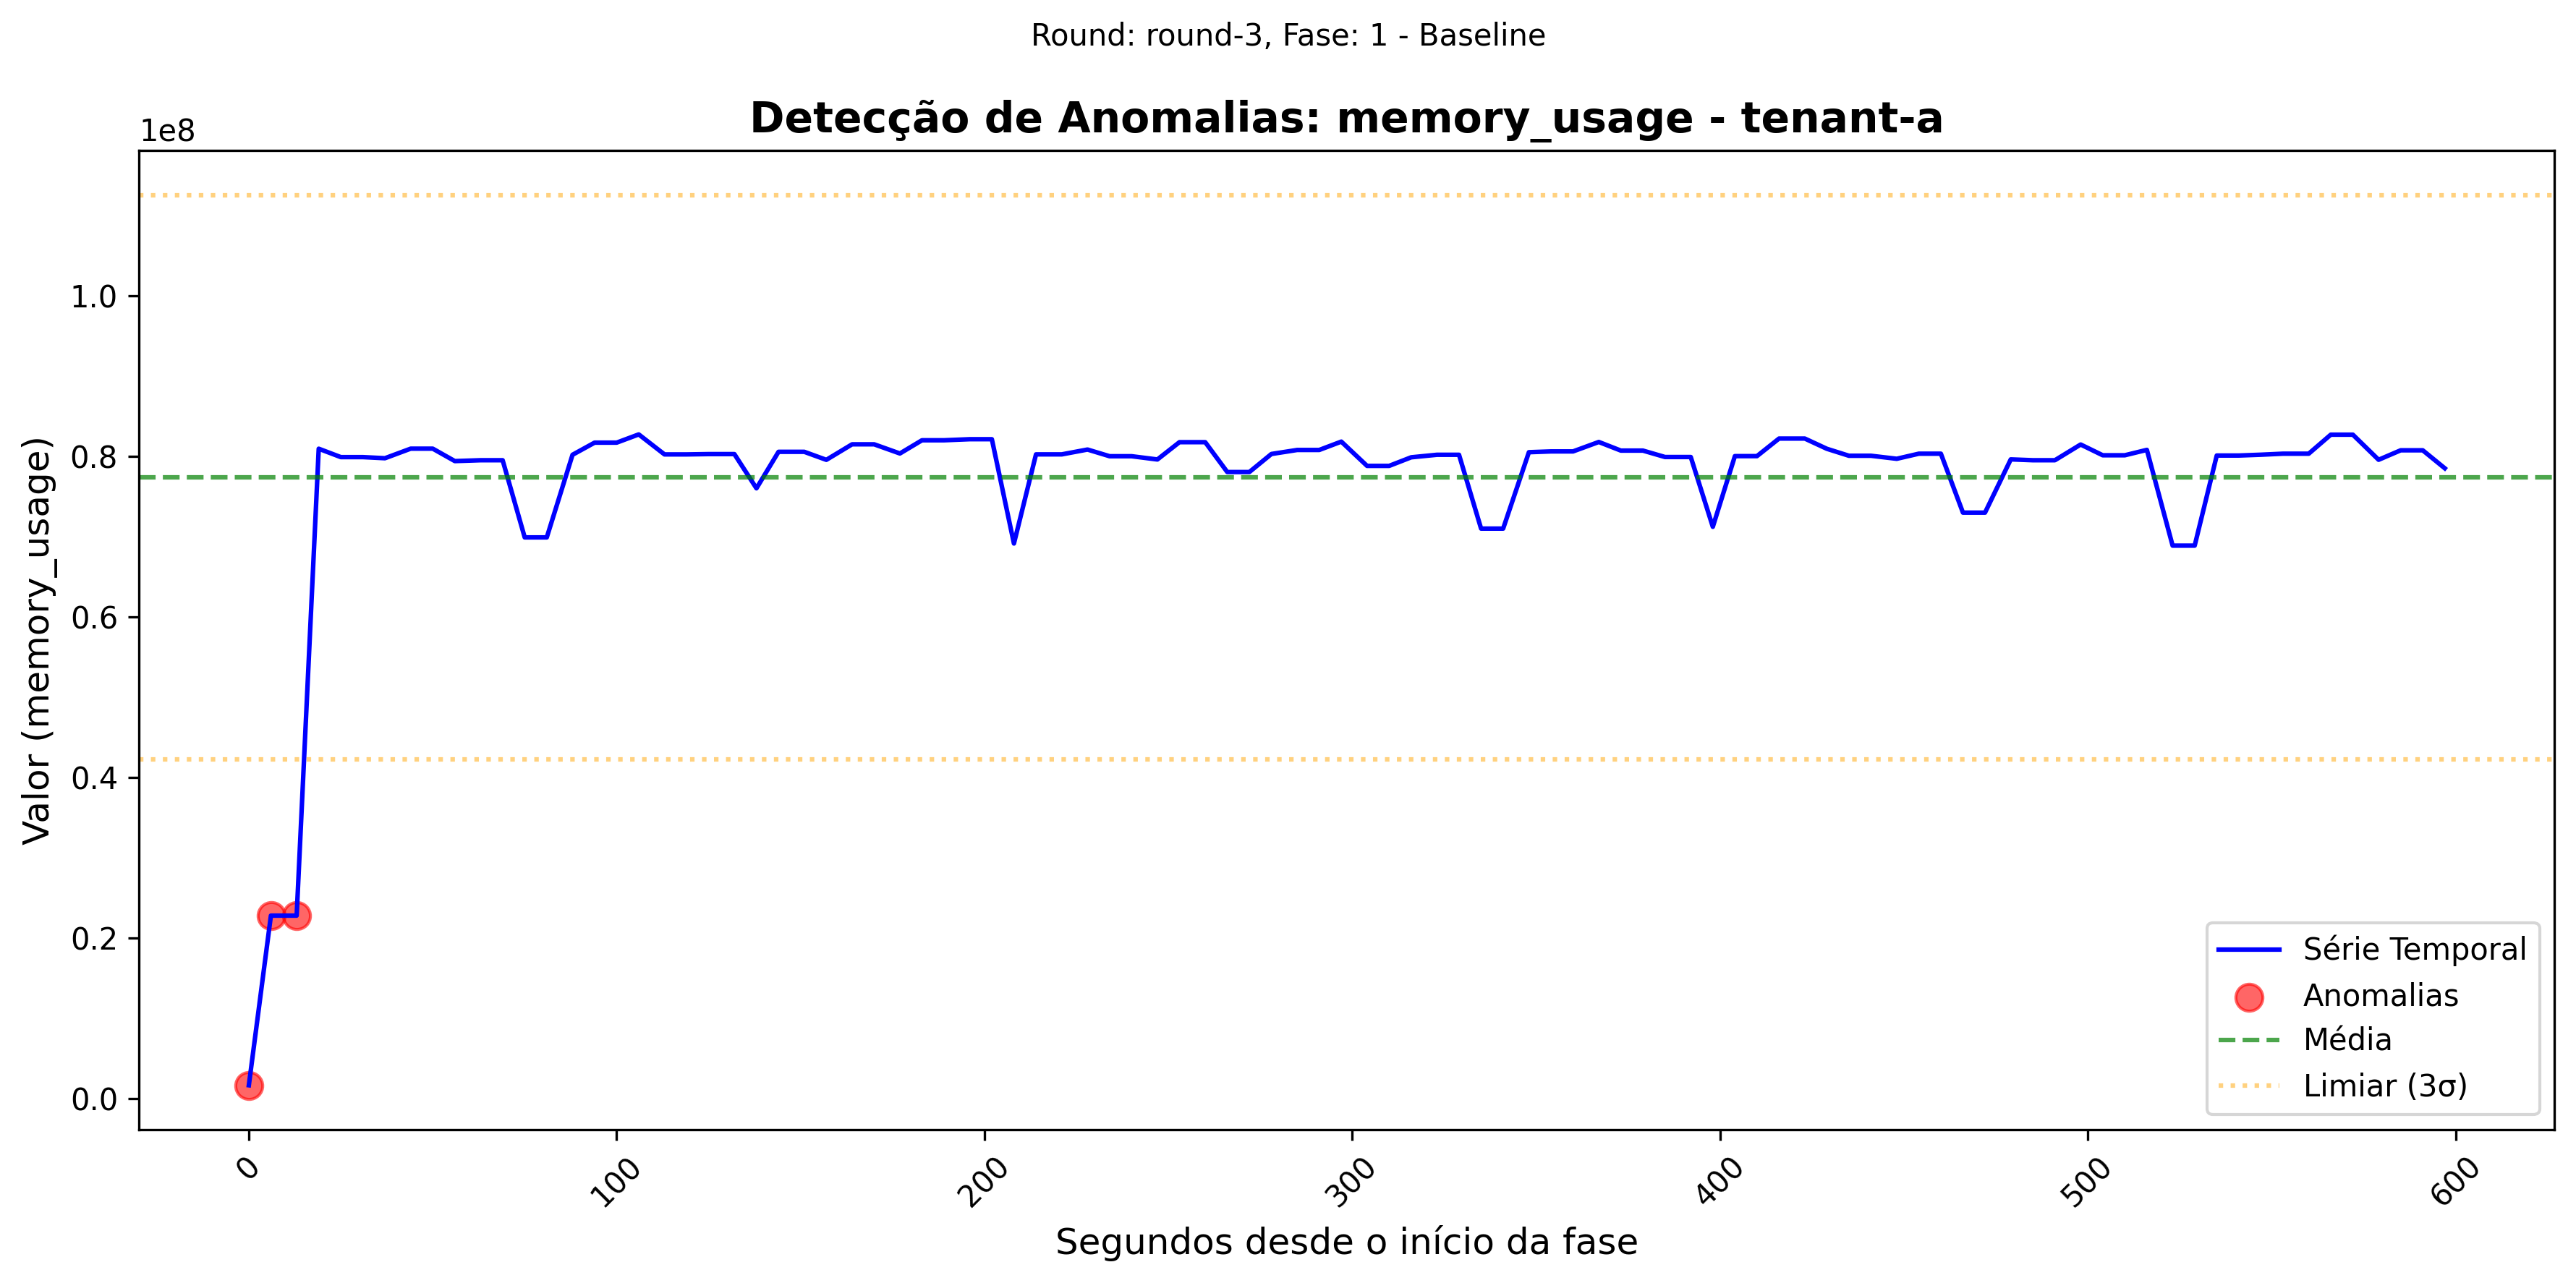 Round: round-3, Fase: 1 - Baseline
Detecção de Anomalias: memory_usage - tenant-a
1e8
1.0
0.8
0.6
0.4
0.2
0.0
Valor (memory_usage)
Série Temporal
Anomalias
Média
Limiar (3σ)
0
100
200
300
400
500
600
Segundos desde o início da fase